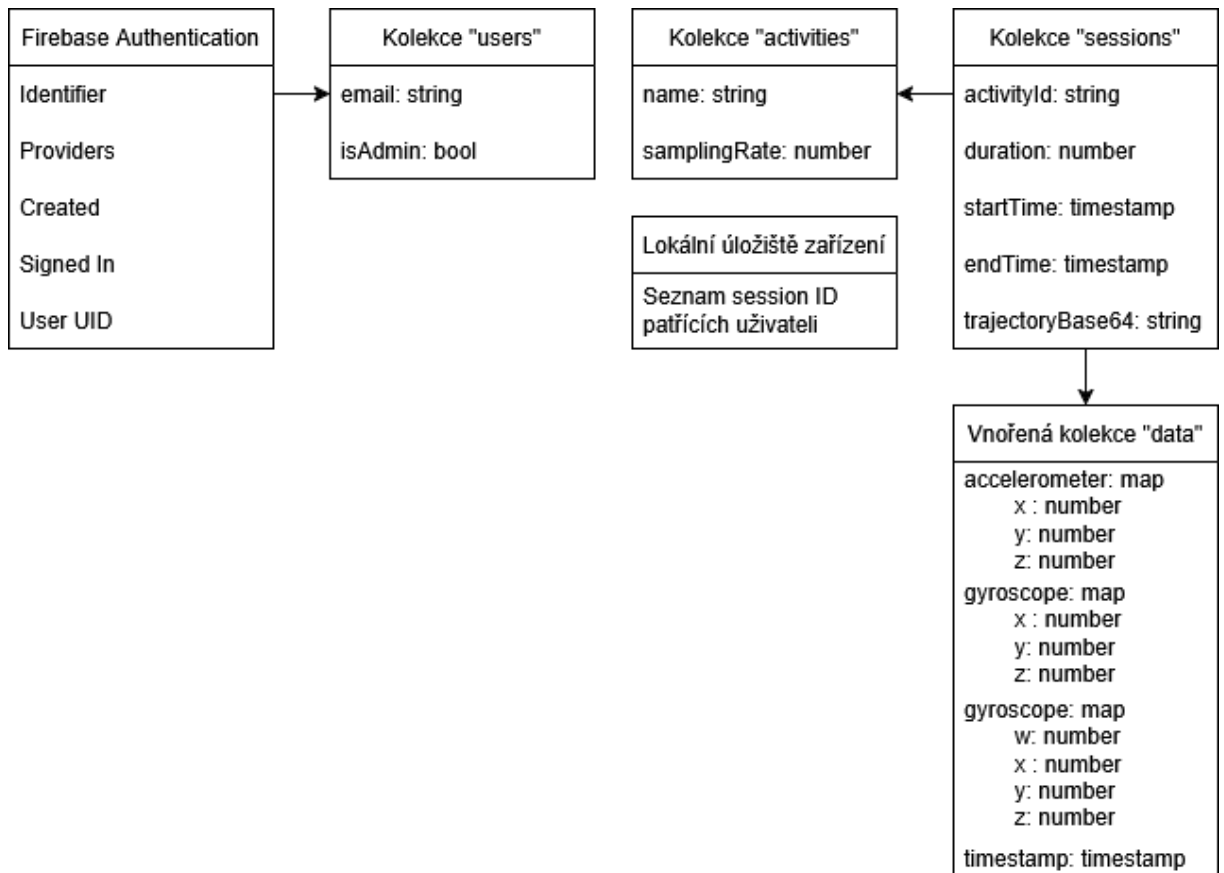 Firebase Authentication
Identifier
Providers
Created
Signed In
User UID
Kolekce "users"
email: string
isAdmin: bool
Kolekce "activities"
name: string
samplingRate: number
Lokální úložiště zařízení
Seznam session ID
patřících uživateli
Kolekce "sessions"
activityId: string
duration: number
startTime: timestamp
endTime: timestamp
trajectoryBase64: string
Vnořená kolekce "data"
accelerometer: map
x : number
y: number
z: number
gyroscope: map
x : number
y: number
z: number
gyroscope: map
w: number
x : number
y: number
z: number
timestamp: timestamp